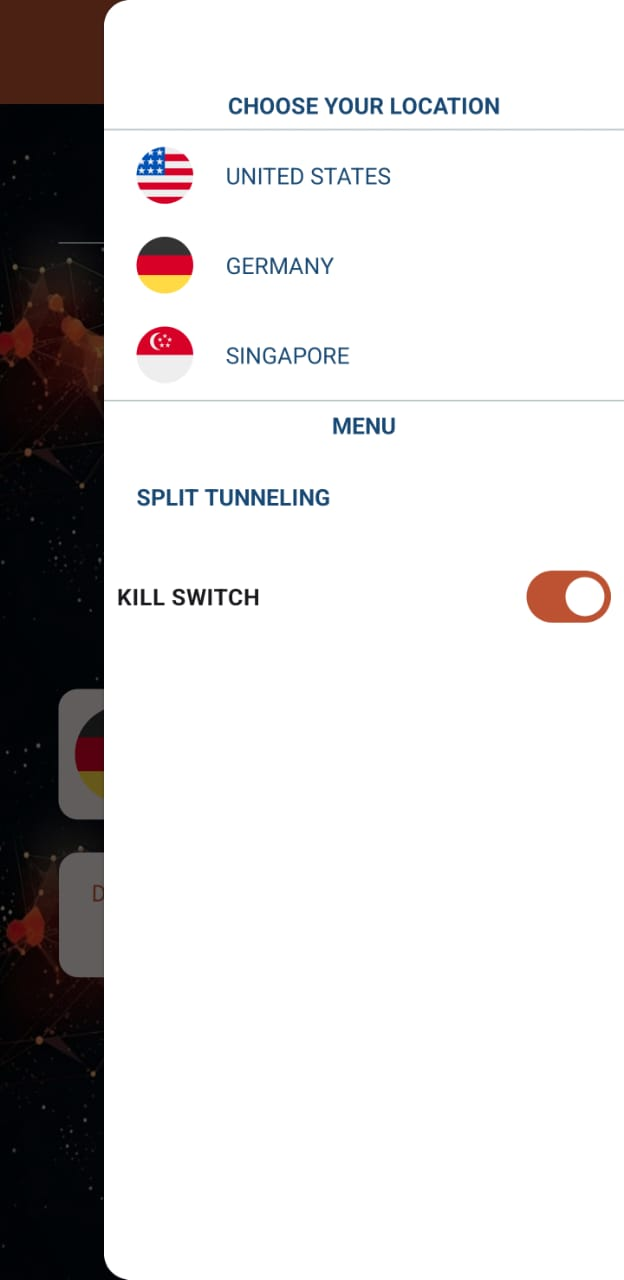 CHOOSE YOUR LOCATION
UNITED STATES
GERMANY
SINGAPORE
MENU
SPLIT TUNNELING
KILL SWITCH